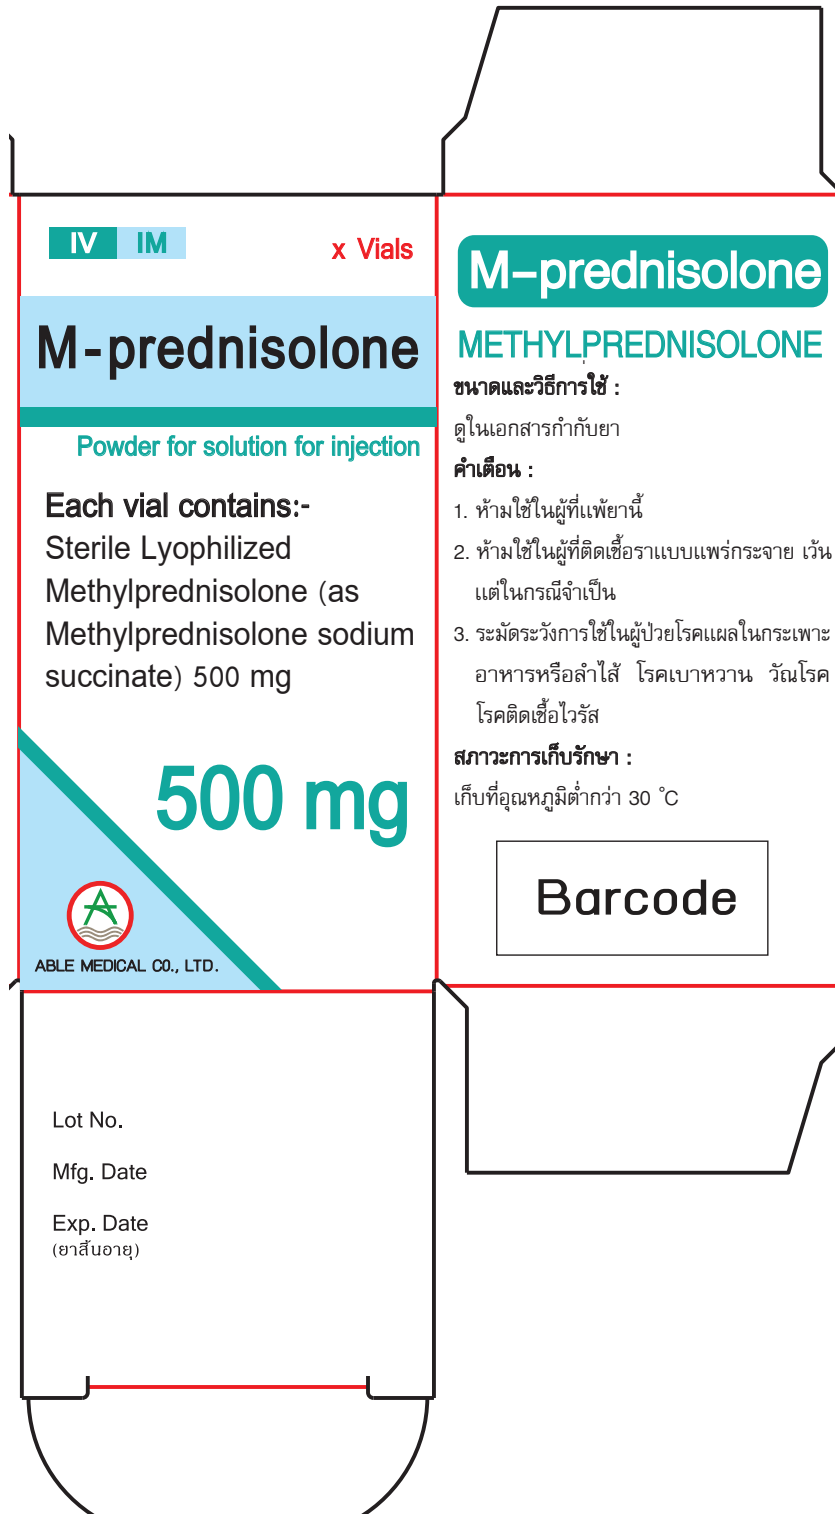 IV IM
x Vials
M-prednisolone
Powder for solution for injection
Each vial contains:-
Sterile Lyophilized
Methylprednisolone (as
Methylprednisolone sodium
succinate) 500 mg
500 mg
ABLE MEDICAL CO., LTD.
M-prednisolone
METHYLPREDNISOLONE
ขนาดและวิธีการใช้ :
ดูในเอกสารกำกับยา
คำเตือน :
1. ห้ามใช้ในผู้ที่แพ้ยานี้
2. ห้ามใช้ในผู้ที่ติดเชื้อราแบบแพร่กระจาย เว้น
แต่ในกรณีจำเป็น
3. ระมัดระวังการใช้ในผู้ป่วยโรคแผลในกระเพาะ
อาหารหรือลำไส้ โรคเบาหวาน วัณโรค
โรคติดเชื้อไวรัส
สภาวะการเก็บรักษา :
เก็บที่อุณหภูมิต่ำกว่า 30 °C
Barcode
Lot No.
Mfg. Date
Exp. Date
(ยาสิ้นอายุ)